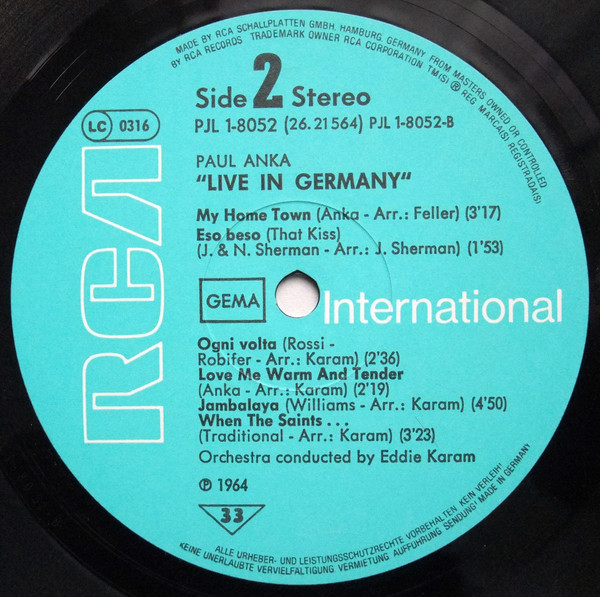 MADE BY RCA SCHALLPLATTEN GMBH, HAMBURG, GERMANY, FROM MASTERS OWNED OR CONTROLLED
BY RCA RECORDS TRADEMARK OWNER RCA CORPORATION TM(S) ® REG. MARCA(S) REGISTRADA(S)
Side 2 Stereo
PJL 1-8052 (26.21564) PJL 1-8052-B
LC 0316
RCA
PAUL ANKA
"LIVE IN GERMANY"
My Home Town (Anka - Arr.: Feller) (3'17)
Eso beso (That Kiss)
(J. & N. Sherman - Arr.: J. Sherman) (1'53)
GEMA
International
Ogni volta (Rossi -
Robifer - Arr.: Karam) (2'36)
Love Me Warm And Tender
(Anka - Arr.: Karam) (2'19)
Jambalaya (Williams - Arr.: Karam) (4'50)
When The Saints . . .
(Traditional - Arr.: Karam) (3'23)
Orchestra conducted by Eddie Karam
℗ 1964
33
ALLE URHEBER- UND LEISTUNGSSCHUTZRECHTE VORBEHALTEN. KEIN VERLEIH!
KEINE UNERLAUBTE VERVIELFÄLTIGUNG, VERMIETUNG, AUFFÜHRUNG, SENDUNG! MADE IN GERMANY